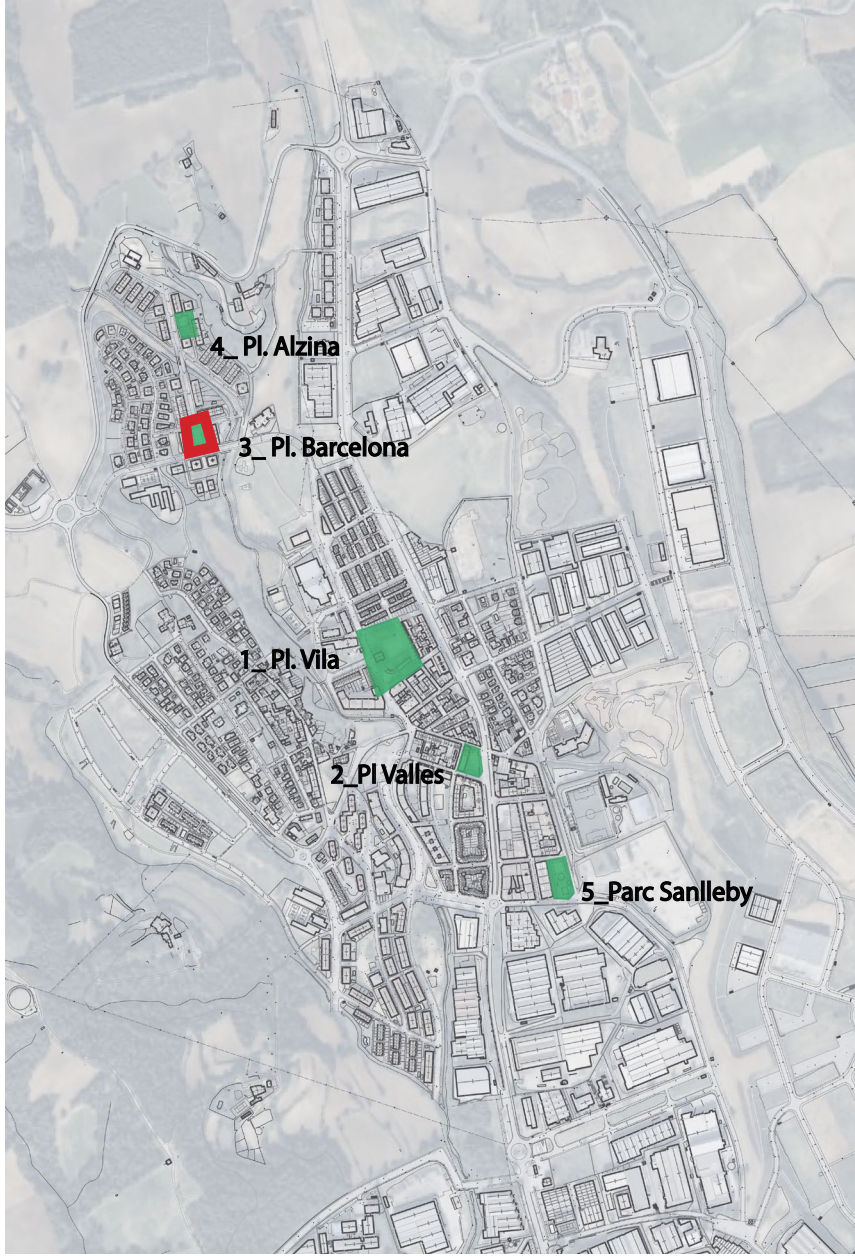 4_ Pl. Alzina
3_ Pl. Barcelona
1_ Pl. Vila
2_Pl Valles
5_Parc Sanlleby